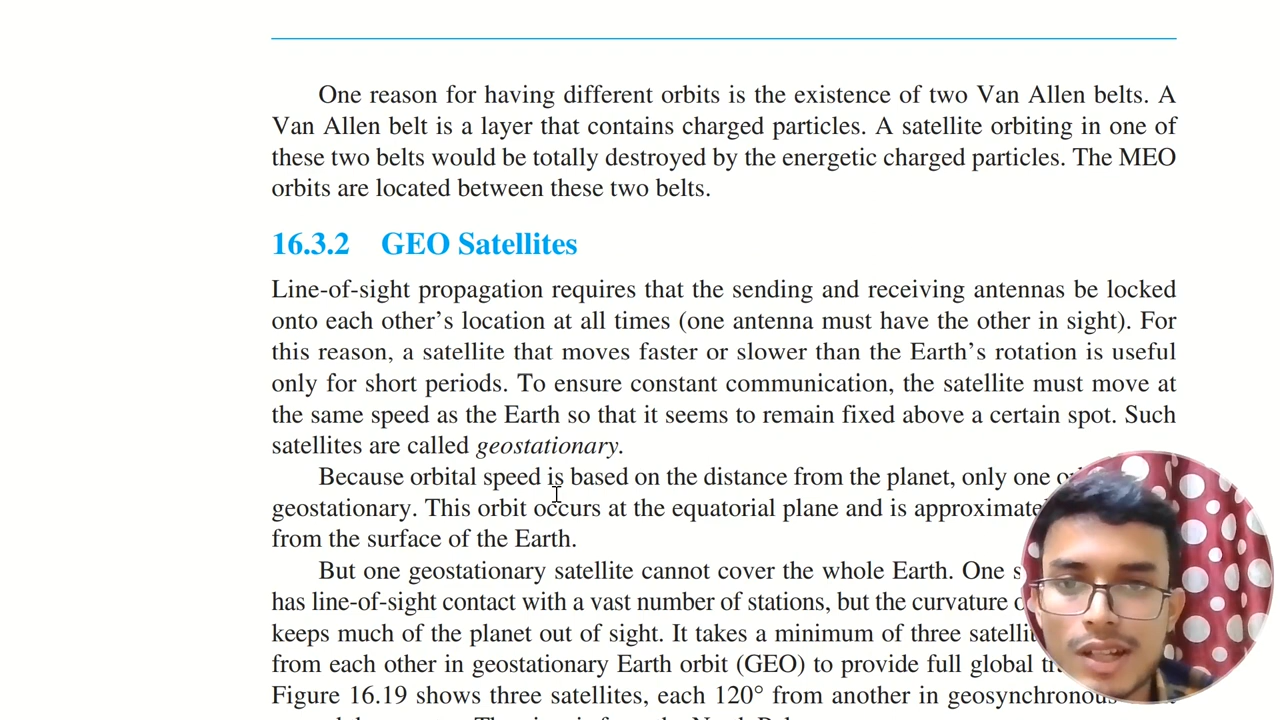 One reason for having different orbits is the existence of two Van Allen belts. A
Van Allen belt is a layer that contains charged particles. A satellite orbiting in one of
these two belts would be totally destroyed by the energetic charged particles. The MEO
orbits are located between these two belts.
16.3.2 GEO Satellites
Line-of-sight propagation requires that the sending and receiving antennas be locked
onto each other’s location at all times (one antenna must have the other in sight). For
this reason, a satellite that moves faster or slower than the Earth’s rotation is useful
only for short periods. To ensure constant communication, the satellite must move at
the same speed as the Earth so that it seems to remain fixed above a certain spot. Such
satellites are called geostationary.
Because orbital speed is based on the distance from the planet, only one
geostationary. This orbit occurs at the equatorial plane and is
from the surface of the Earth.
But one geostationary satellite cannot cover the whole Earth. One
has line-of-sight contact with a vast number of stations, but the curvature
keeps much of the planet out of sight. It takes a minimum of three
from each other in geostationary Earth orbit (GEO) to provide full global
Figure 16.19 shows three satellites, each 120° from another in geosynchronous